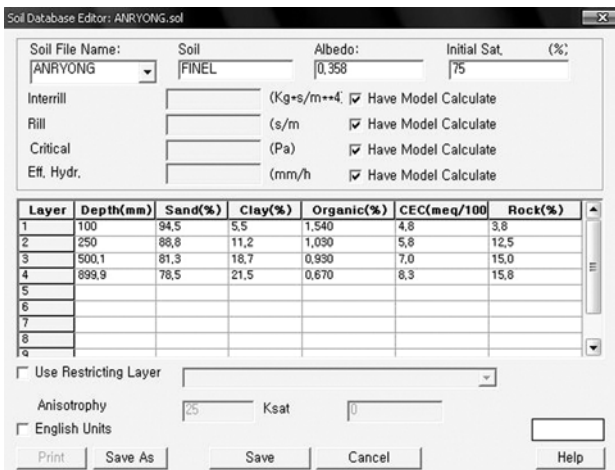 Soil Database Editor: ANRYONG.sol
Soil File Name: Soil Albedo: Initial Sat, (%)
ANRYONG FINEL 0,358 75
Interrill (Kg*s/m**4) Have Model Calculate
Rill (s/m Have Model Calculate
Critical (Pa) Have Model Calculate
Eff, Hydr, (mm/h Have Model Calculate
Layer Depth(mm) Sand(%) Clay(%) Organic(%) CEC(meq/100 Rock(%)
1 100 94,5 5,5 1,540 4,8 3,8
2 250 88,8 11,2 1,030 5,8 12,5
3 500,1 81,3 18,7 0,930 7,0 15,0
4 899,9 78,5 21,5 0,670 8,3 15,8
5
6
7
8
9
Use Restricting Layer
Anisotrophy 25 Ksat 0
English Units
Print Save As Save Cancel Help